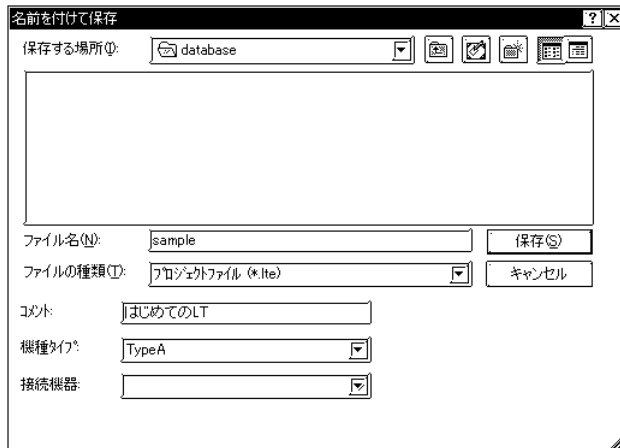 名前を付けて保存
保存する場所(I): database
ファイル名(N): sample 保存(S)
ファイルの種類(T): プロジェクトファイル (*.lte) キャンセル
コメント: はじめてのLT
機種タイプ: TypeA
接続機器: